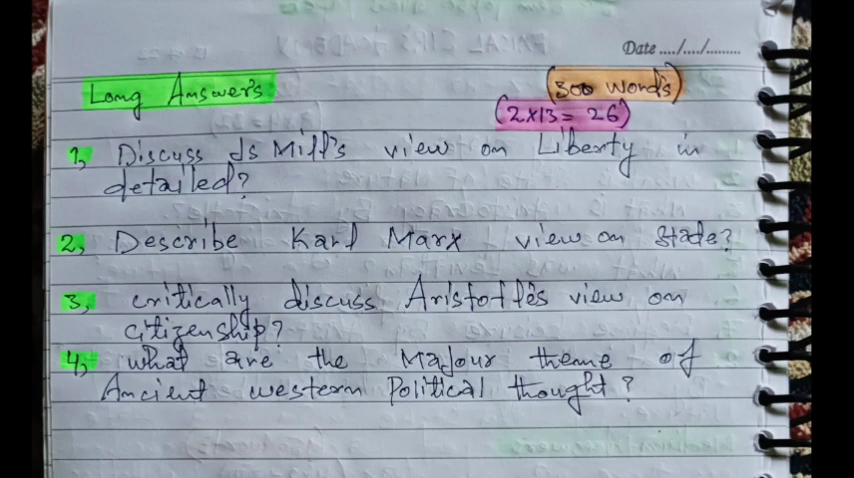 Date ..../..../.........
Long Answer's
(300 words)
(2x13= 26)
1, Discuss Js Mill's view on Liberty in
detailed?
2, Describe Karl Marx view on State?
3, critically discuss Aristotle's view on
citizenship?
4, what are the Majour theme of
Ancient western Political thought?